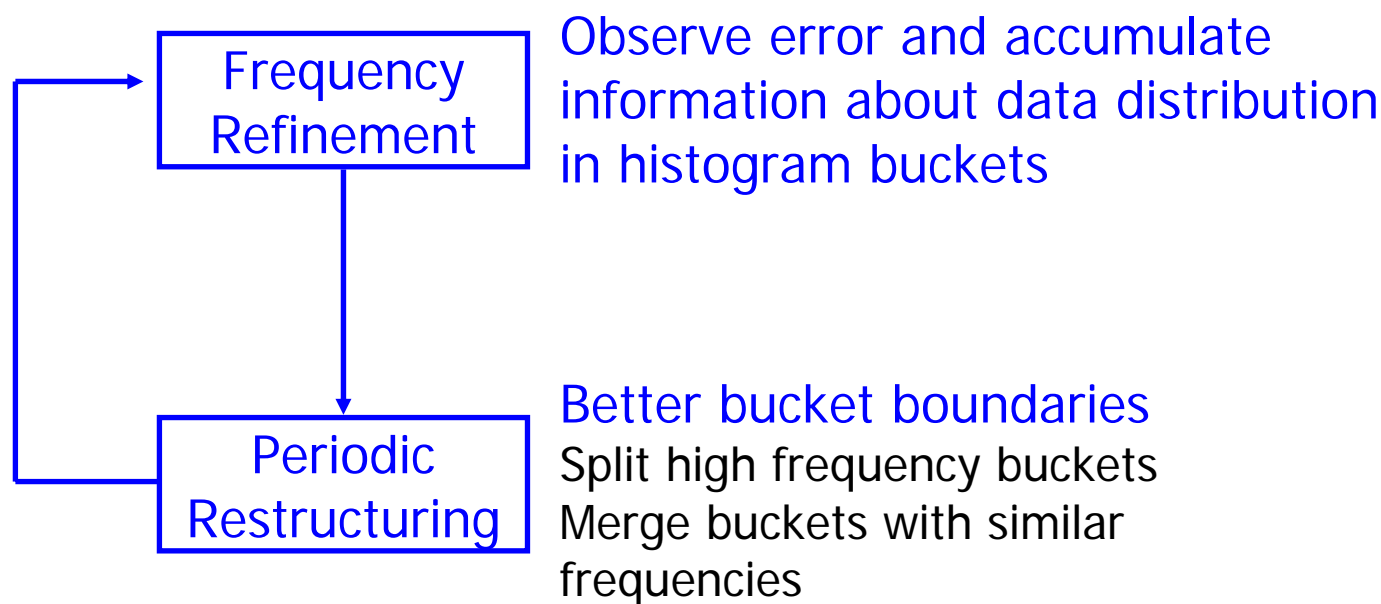 Frequency
Refinement
Observe error and accumulate
information about data distribution
in histogram buckets
Periodic
Restructuring
Better bucket boundaries
Split high frequency buckets
Merge buckets with similar
frequencies